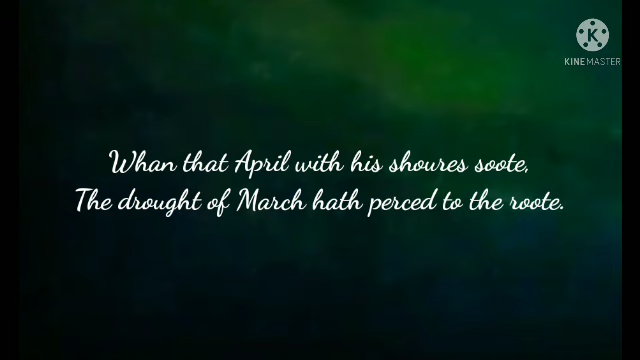 K
KINEMASTER
Whan that April with his shoures soote,
The drought of March hath perced to the roote.